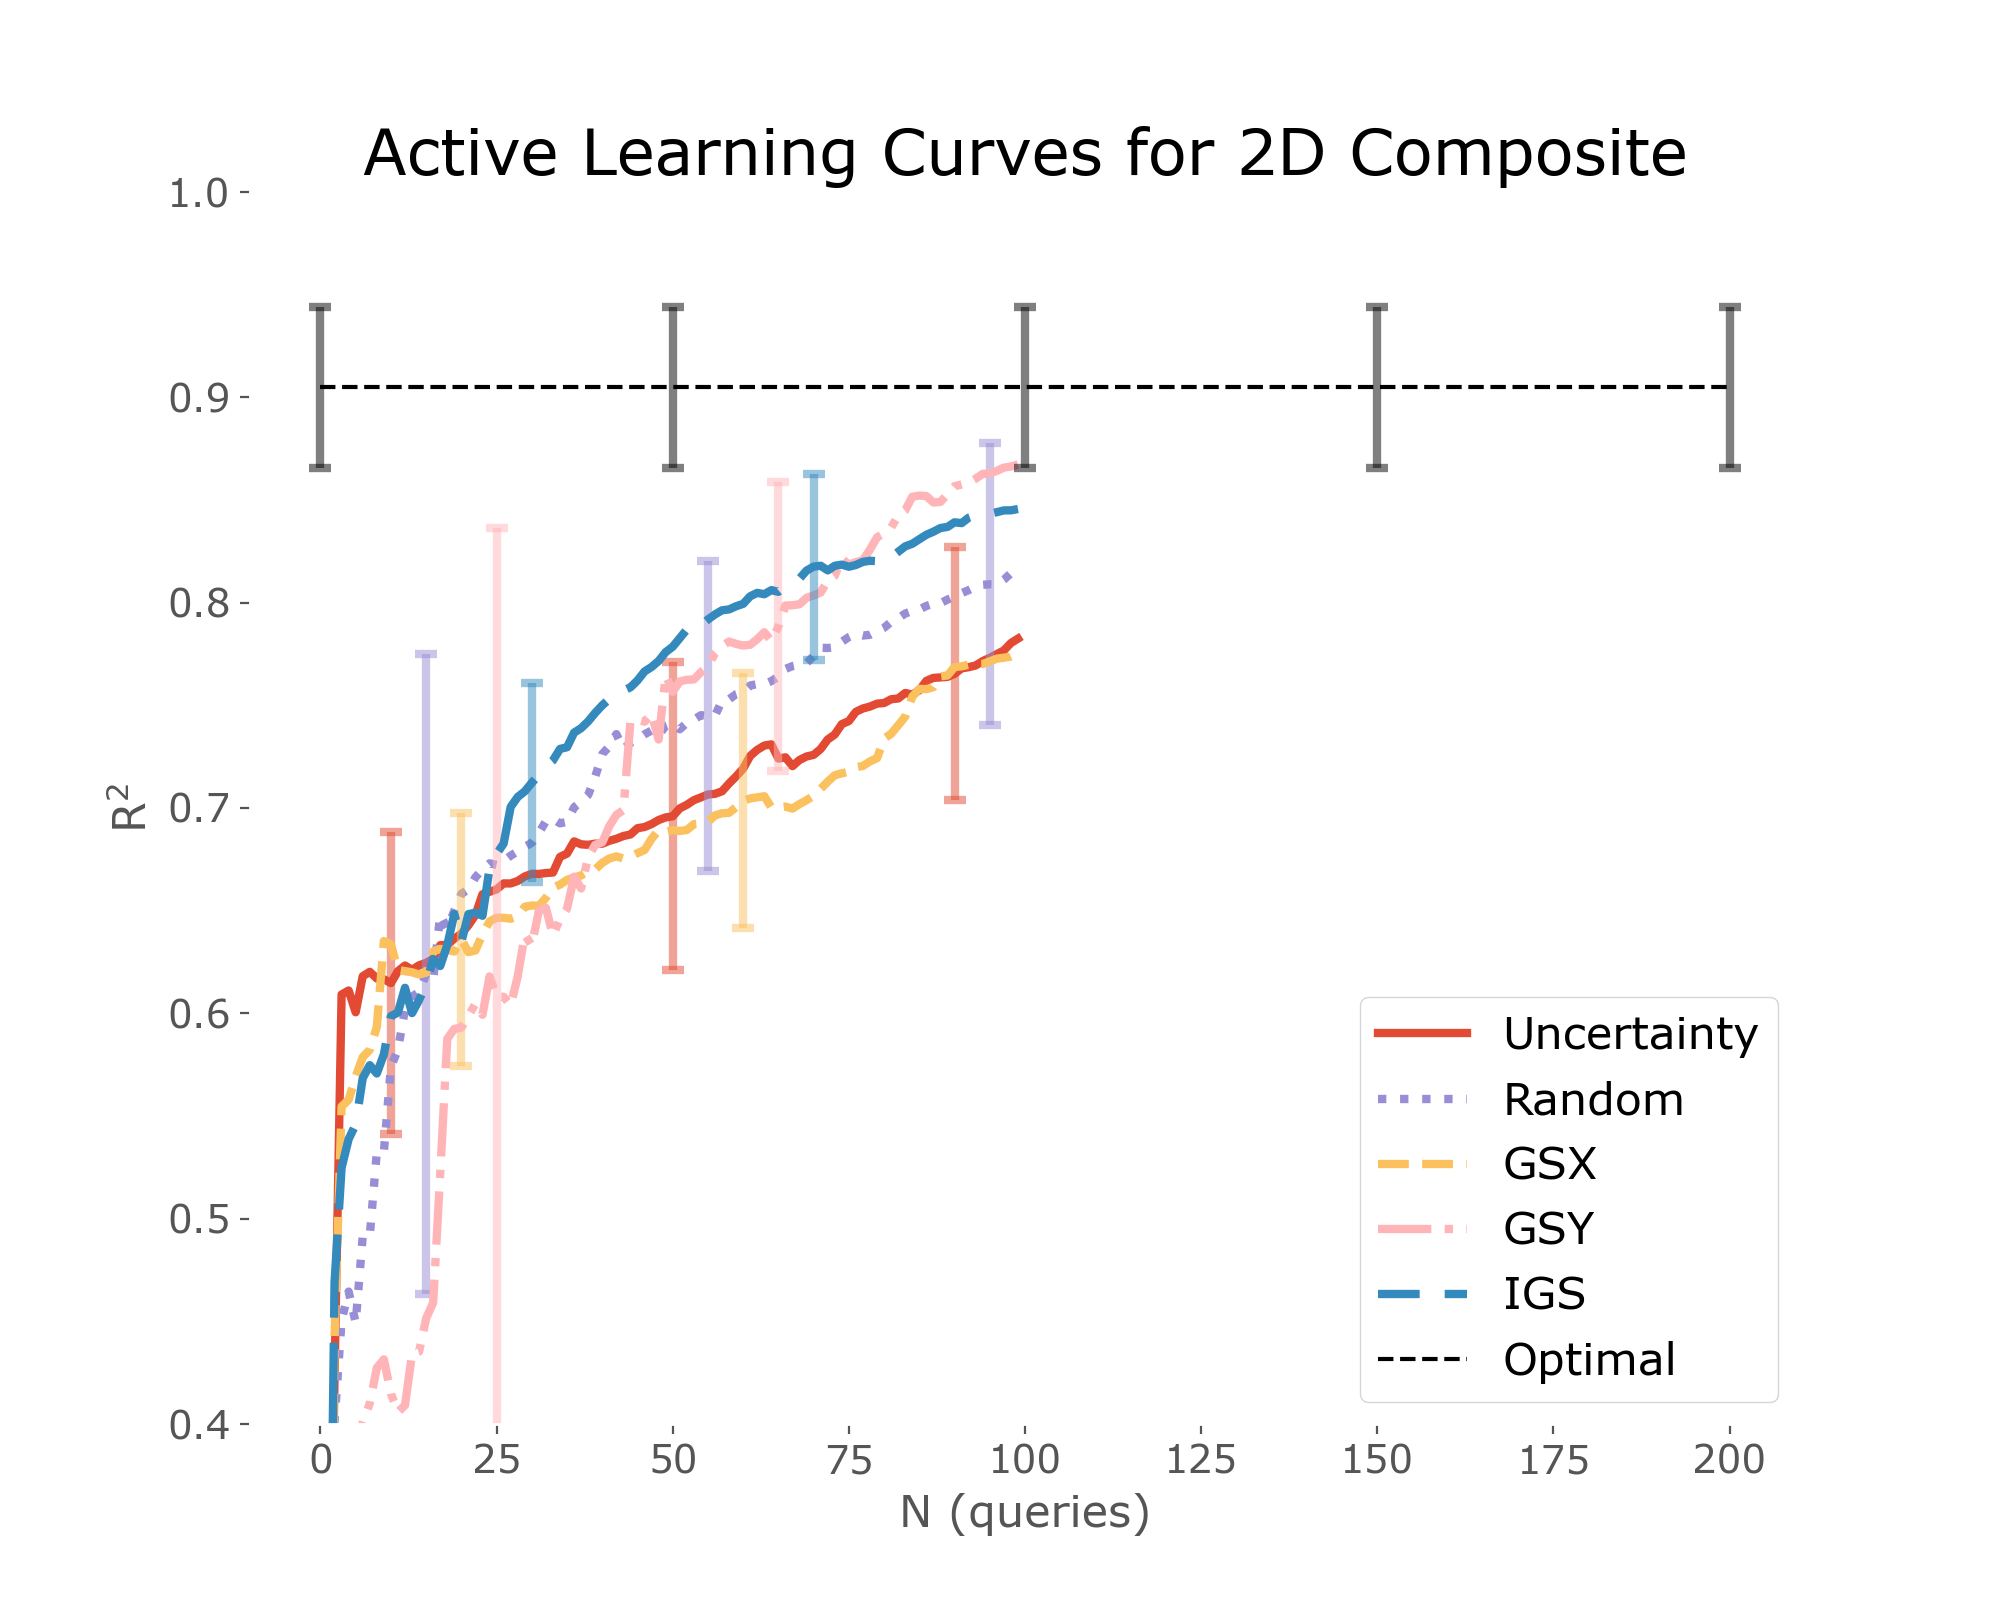 Active Learning Curves for 2D Composite
1.0
0.9
0.8
0.7
0.6
0.5
0.4
R²
0 25 50 75 100 125 150 175 200
N (queries)
Uncertainty
Random
GSX
GSY
IGS
Optimal